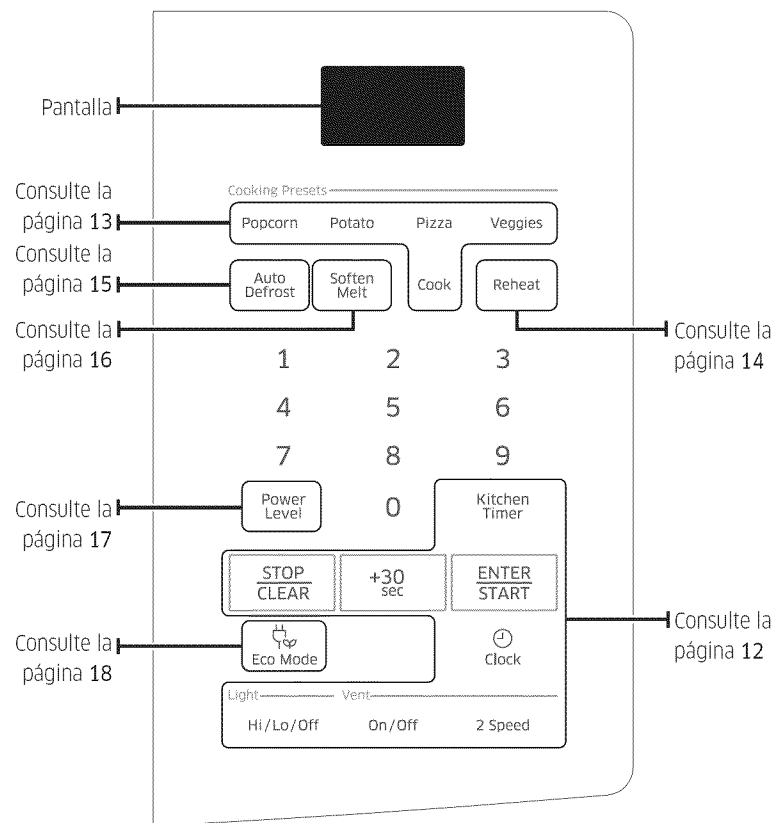 Pantalla
Consulte la
página 13
Cooking Presets
Popcorn Potato Pizza Veggies
Consulte la
página 15
Auto
Defrost
Soften
Melt
Cook
Reheat
Consulte la
página 16
Consulte la
página 14
1 2 3
4 5 6
7 8 9
Consulte la
página 17
Power
Level
0
Kitchen
Timer
STOP
CLEAR
+30
sec
ENTER
START
Consulte la
página 12
Consulte la
página 18
Eco Mode
Clock
Light Vent
Hi/Lo/Off On/Off 2 Speed